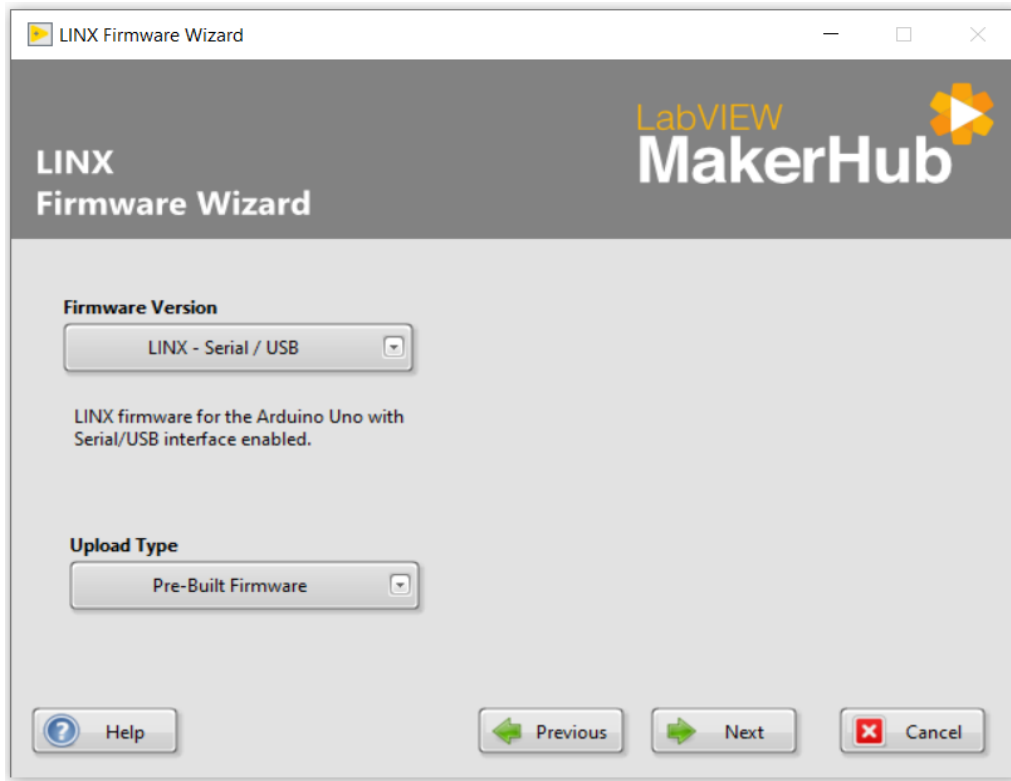 LINX Firmware Wizard
LabVIEW
MakerHub
LINX
Firmware Wizard
Firmware Version
LINX - Serial / USB
LINX firmware for the Arduino Uno with
Serial/USB interface enabled.
Upload Type
Pre-Built Firmware
Help
Previous
Next
Cancel